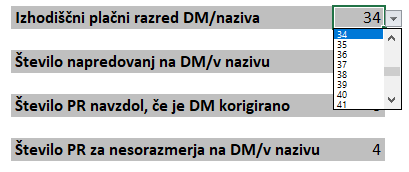 Izhodiščni plačni razred DM/naziva 34
34
35
36
37
38
39
40
41
Število napredovanj na DM/v nazivu
Število PR navzdol, če je DM korigirano
Število PR za nesorazmerja na DM/v nazivu 4